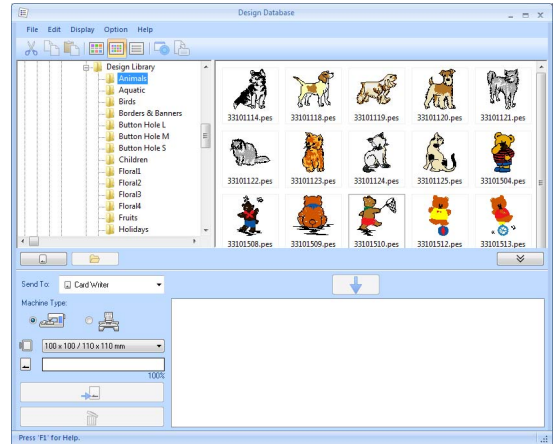 Design Database
File Edit Display Option Help
Design Library
Animals
Aquatic
Birds
Borders & Banners
Button Hole L
Button Hole M
Button Hole S
Children
Floral1
Floral2
Floral3
Floral4
Fruits
Holidays
33101114.pes 33101118.pes 33101119.pes 33101120.pes 33101121.pes
33101122.pes 33101123.pes 33101124.pes 33101125.pes 33101504.pes
33101508.pes 33101509.pes 33101510.pes 33101512.pes 33101513.pes
Send To: Card Writer
Machine Type:
100 x 100 / 110 x 110 mm
100%
Press 'F1' for Help.